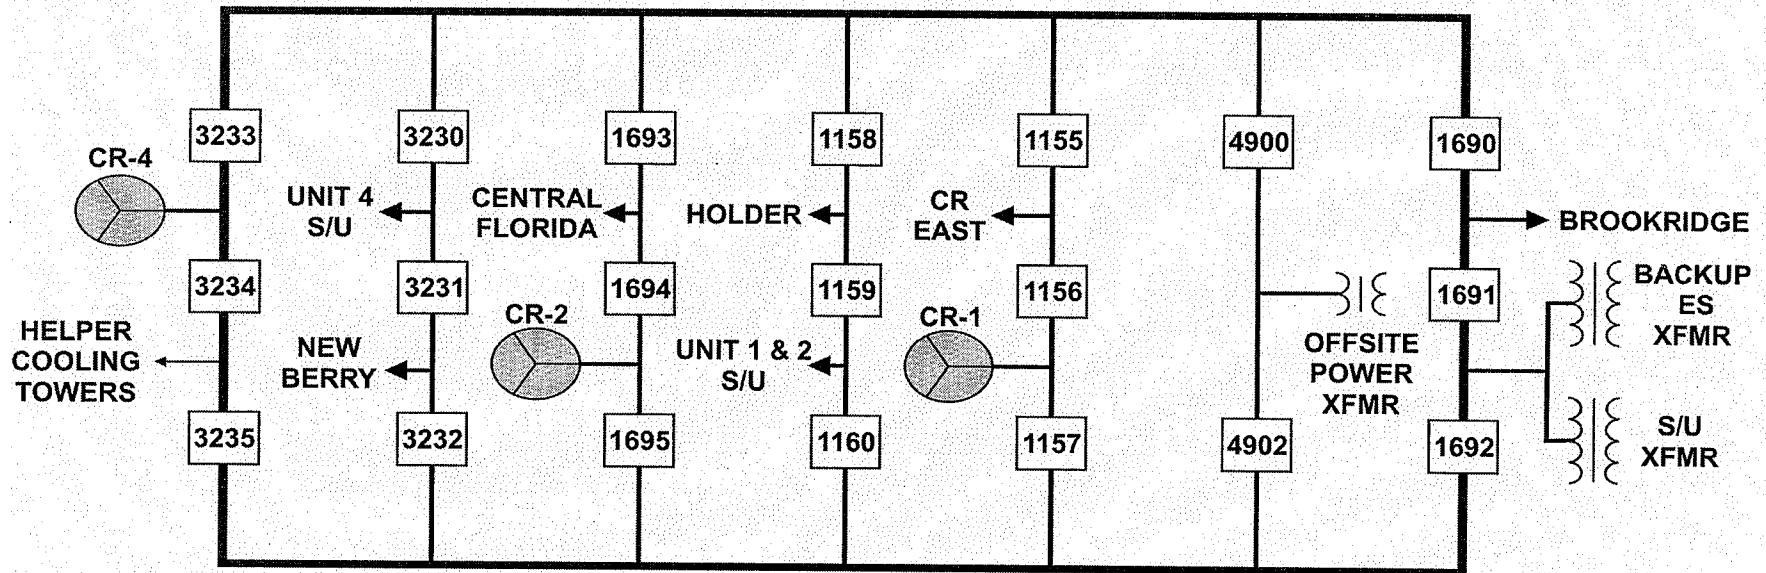 3233
3230
1693
1158
1155
4900
1690
CR-4
UNIT 4
S/U
CENTRAL
FLORIDA
HOLDER
CR
EAST
BROOKRIDGE
3234
3231
1694
1159
1156
1691
BACKUP
ES
XFMR
HELPER
COOLING
TOWERS
NEW
BERRY
CR-2
UNIT 1 & 2
S/U
CR-1
OFFSITE
POWER
XFMR
3235
3232
1695
1160
1157
4902
1692
S/U
XFMR